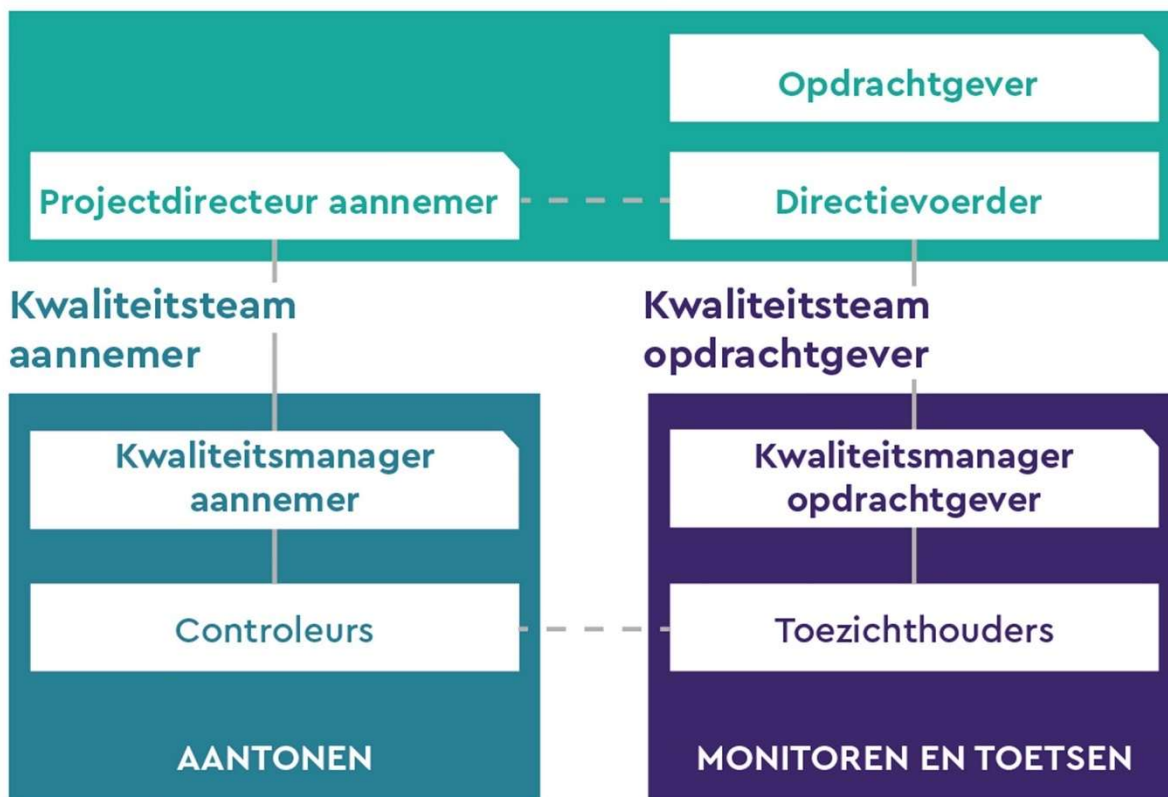 Opdrachtgever
Projectdirecteur aannemer
Directievoerder
Kwaliteitsteam
aannemer
Kwaliteitsteam
opdrachtgever
Kwaliteitsmanager
aannemer
Kwaliteitsmanager
opdrachtgever
Controleurs
Toezichthouders
AANTONEN
MONITOREN EN TOETSEN